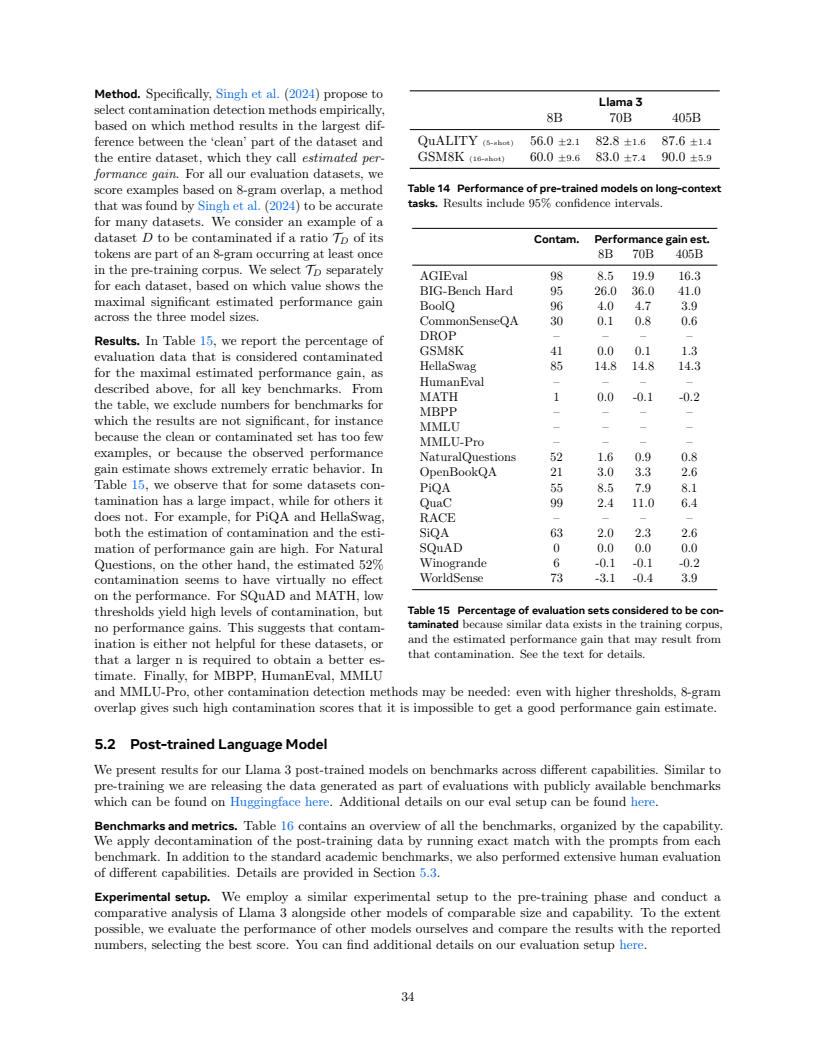 Method. Specifically, Singh et al. (2024) propose to
select contamination detection methods empirically,
based on which method results in the largest dif-
ference between the ‘clean’ part of the dataset and
the entire dataset, which they call estimated per-
formance gain. For all our evaluation datasets, we
score examples based on 8-gram overlap, a method
that was found by Singh et al. (2024) to be accurate
for many datasets. We consider an example of a
dataset D to be contaminated if a ratio 𝒯D of its
tokens are part of an 8-gram occurring at least once
in the pre-training corpus. We select 𝒯D separately
for each dataset, based on which value shows the
maximal significant estimated performance gain
across the three model sizes.
Results. In Table 15, we report the percentage of
evaluation data that is considered contaminated
for the maximal estimated performance gain, as
described above, for all key benchmarks. From
the table, we exclude numbers for benchmarks for
which the results are not significant, for instance
because the clean or contaminated set has too few
examples, or because the observed performance
gain estimate shows extremely erratic behavior. In
Table 15, we observe that for some datasets con-
tamination has a large impact, while for others it
does not. For example, for PiQA and HellaSwag,
both the estimation of contamination and the esti-
mation of performance gain are high. For Natural
Questions, on the other hand, the estimated 52%
contamination seems to have virtually no effect
on the performance. For SQuAD and MATH, low
thresholds yield high levels of contamination, but
no performance gains. This suggests that contam-
ination is either not helpful for these datasets, or
that a larger n is required to obtain a better es-
timate. Finally, for MBPP, HumanEval, MMLU
and MMLU-Pro, other contamination detection methods may be needed: even with higher thresholds, 8-gram
overlap gives such high contamination scores that it is impossible to get a good performance gain estimate.
Llama 3
8B 70B 405B
QuALITY (5-shot) 56.0 ±2.1 82.8 ±1.6 87.6 ±1.4
GSM8K (16-shot) 60.0 ±9.6 83.0 ±7.4 90.0 ±5.9
Table 14 Performance of pre-trained models on long-context
tasks. Results include 95% confidence intervals.
Contam. Performance gain est.
8B 70B 405B
AGIEval 98 8.5 19.9 16.3
BIG-Bench Hard 95 26.0 36.0 41.0
BoolQ 96 4.0 4.7 3.9
CommonSenseQA 30 0.1 0.8 0.6
DROP – – – –
GSM8K 41 0.0 0.1 1.3
HellaSwag 85 14.8 14.8 14.3
HumanEval – – – –
MATH 1 0.0 -0.1 -0.2
MBPP – – – –
MMLU – – – –
MMLU-Pro – – – –
NaturalQuestions 52 1.6 0.9 0.8
OpenBookQA 21 3.0 3.3 2.6
PiQA 55 8.5 7.9 8.1
QuaC 99 2.4 11.0 6.4
RACE – – – –
SiQA 63 2.0 2.3 2.6
SQuAD 0 0.0 0.0 0.0
Winogrande 6 -0.1 -0.1 -0.2
WorldSense 73 -3.1 -0.4 3.9
Table 15 Percentage of evaluation sets considered to be con-
taminated because similar data exists in the training corpus,
and the estimated performance gain that may result from
that contamination. See the text for details.
5.2 Post-trained Language Model
We present results for our Llama 3 post-trained models on benchmarks across different capabilities. Similar to
pre-training we are releasing the data generated as part of evaluations with publicly available benchmarks
which can be found on Huggingface here. Additional details on our eval setup can be found here.
Benchmarks and metrics. Table 16 contains an overview of all the benchmarks, organized by the capability.
We apply decontamination of the post-training data by running exact match with the prompts from each
benchmark. In addition to the standard academic benchmarks, we also performed extensive human evaluation
of different capabilities. Details are provided in Section 5.3.
Experimental setup. We employ a similar experimental setup to the pre-training phase and conduct a
comparative analysis of Llama 3 alongside other models of comparable size and capability. To the extent
possible, we evaluate the performance of other models ourselves and compare the results with the reported
numbers, selecting the best score. You can find additional details on our evaluation setup here.
34